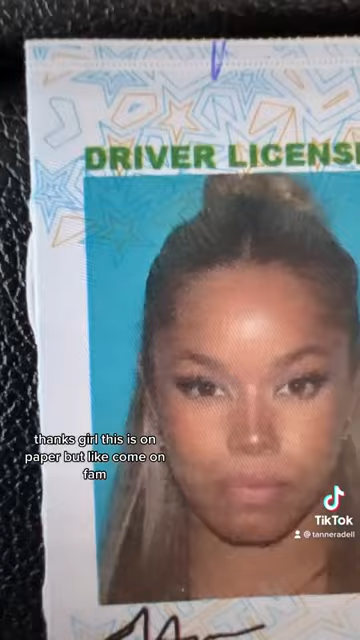 DRIVER LICENS
thanks girl this is on
paper but like come on
fam
TikTok
@tanneradell